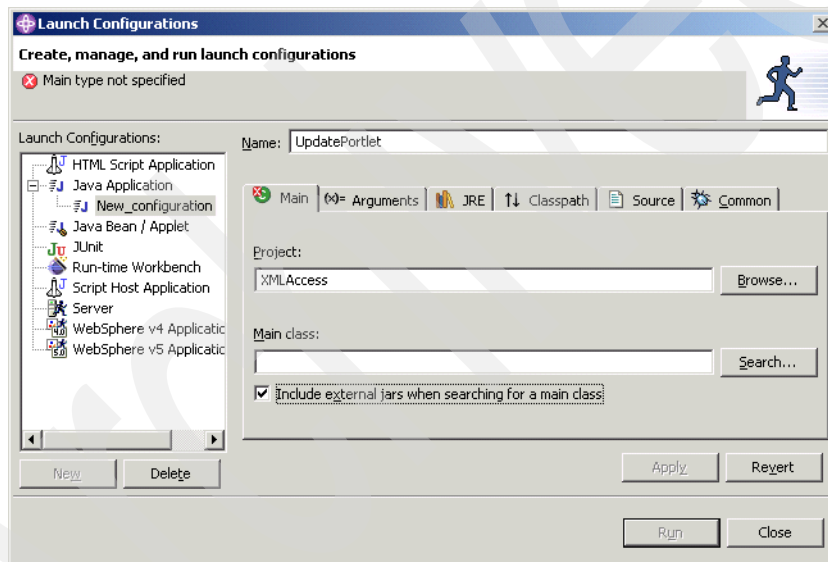 Launch Configurations
Create, manage, and run launch configurations
Main type not specified
Launch Configurations:
HTML Script Application
Java Application
New_configuration
Java Bean / Applet
JUnit
Run-time Workbench
Script Host Application
Server
WebSphere v4 Applicatic
WebSphere v5 Applicatic
New
Delete
Name: UpdatePortlet
Main (x)= Arguments JRE Classpath Source Common
Project:
XMLAccess Browse...
Main class:
Search...
Include external jars when searching for a main class
Apply Revert
Run Close